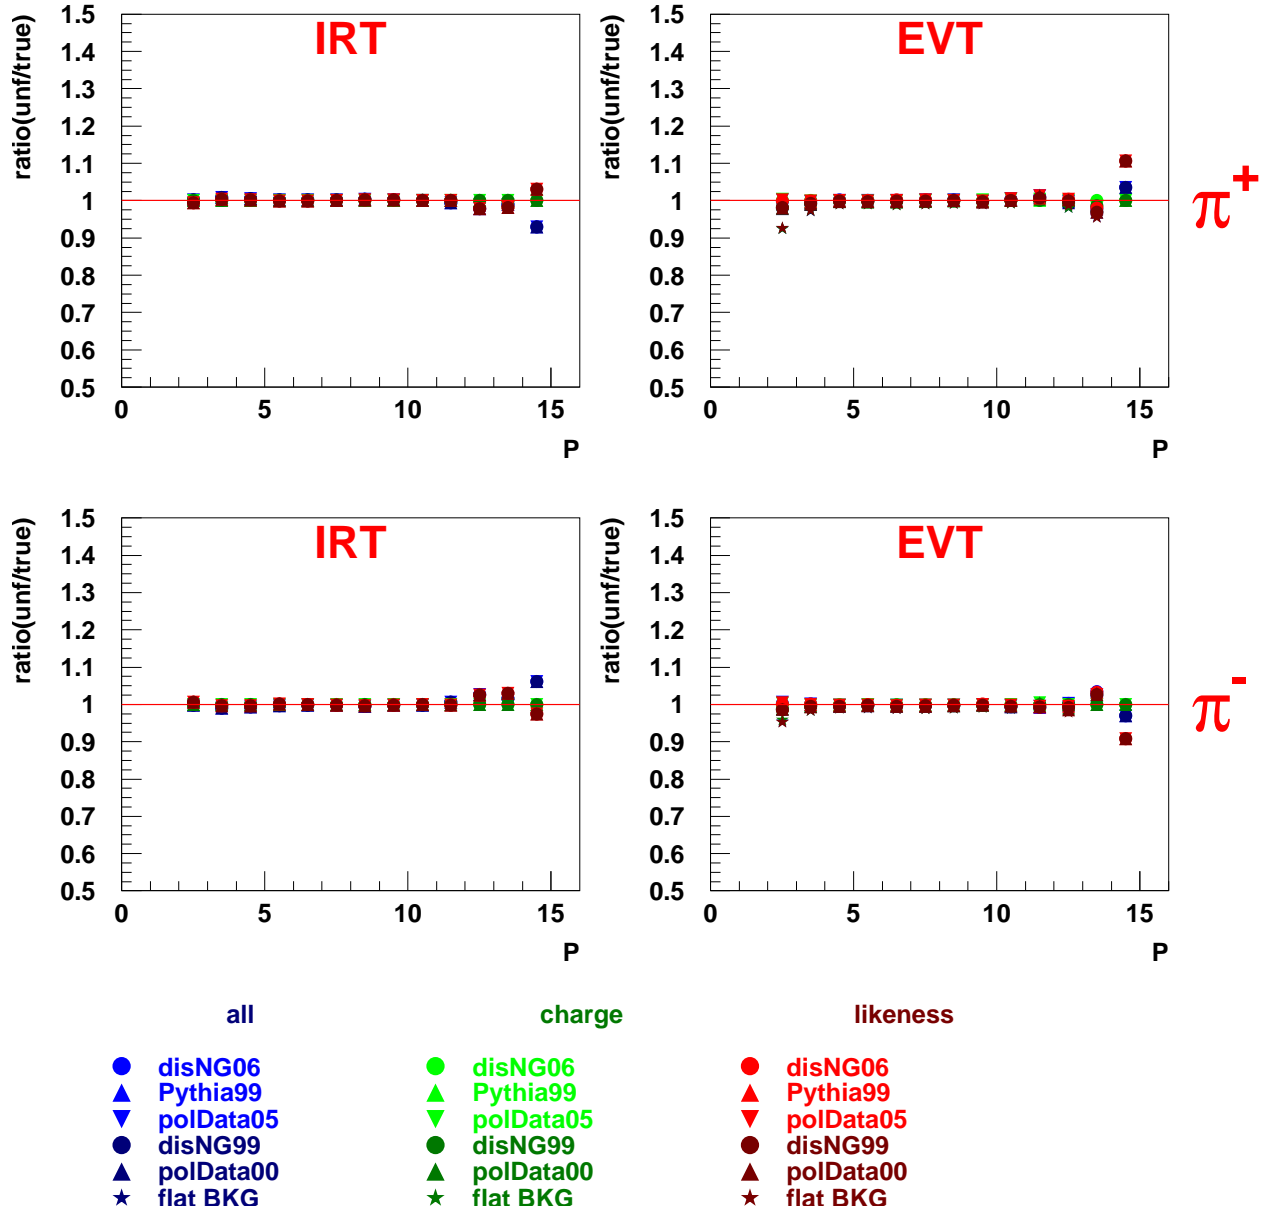 ratio(unf/true)
IRT
1.5
1.4
1.3
1.2
1.1
1
0.9
0.8
0.7
0.6
0.5
0 5 10 15
P
ratio(unf/true)
EVT
1.5
1.4
1.3
1.2
1.1
1
0.9
0.8
0.7
0.6
0.5
0 5 10 15
P
π+
ratio(unf/true)
IRT
1.5
1.4
1.3
1.2
1.1
1
0.9
0.8
0.7
0.6
0.5
0 5 10 15
P
ratio(unf/true)
EVT
1.5
1.4
1.3
1.2
1.1
1
0.9
0.8
0.7
0.6
0.5
0 5 10 15
P
π-
all
disNG06
Pythia99
polData05
disNG99
polData00
flat BKG
charge
disNG06
Pythia99
polData05
disNG99
polData00
flat BKG
likeness
disNG06
Pythia99
polData05
disNG99
polData00
flat BKG